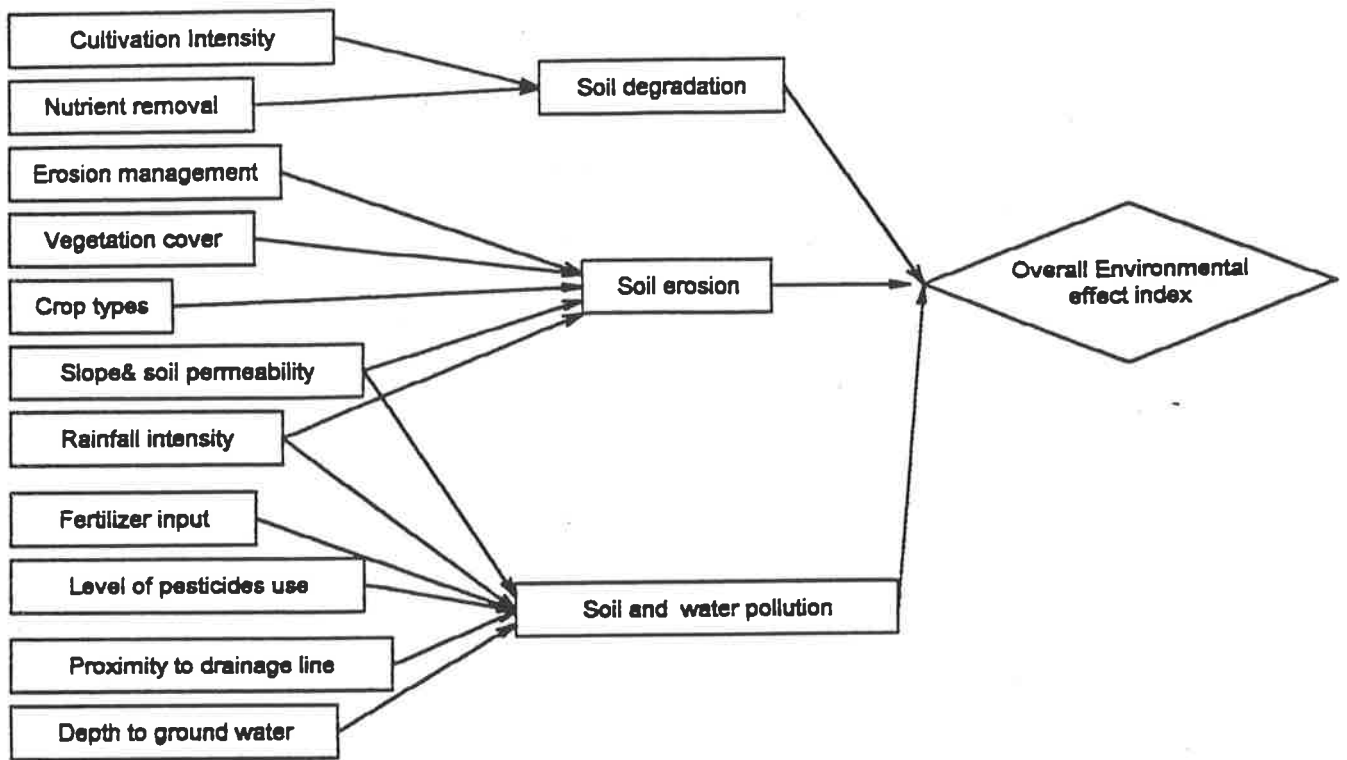 Cultivation Intensity
Nutrient removal
Erosion management
Vegetation cover
Crop types
Slope& soil permeability
Rainfall intensity
Fertilizer input
Level of pesticides use
Proximity to drainage line
Depth to ground water
Soil degradation
Soil erosion
Soil and water pollution
Overall Environmental
effect index